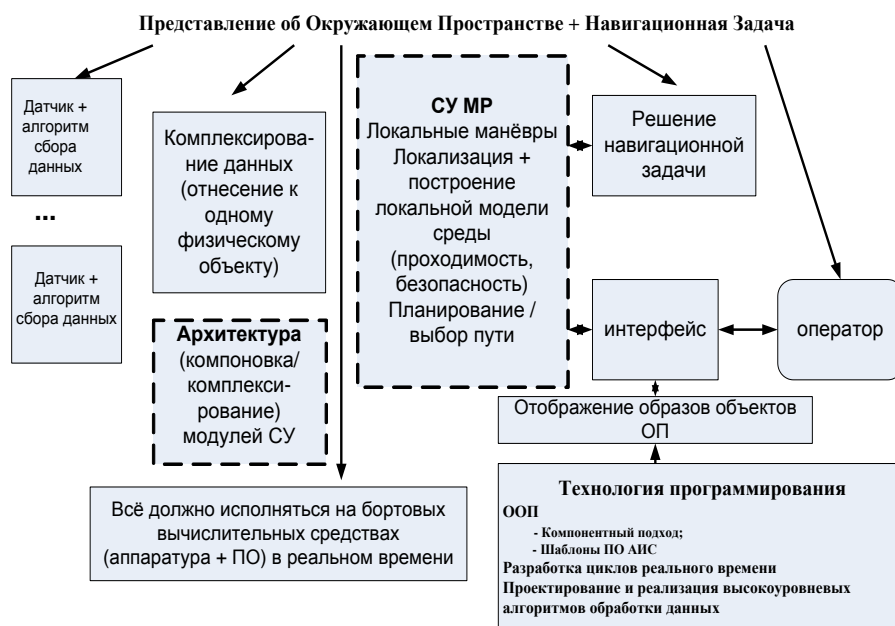 Представление об Окружающем Пространстве + Навигационная Задача
Датчик +
алгоритм
сбора
данных
...
Датчик +
алгоритм
сбора данных
Комплексирова-
ние данных
(отнесение к
одному
физическому
объекту)
Архитектура
(компоновка/
комплекси-
рование)
модулей СУ
Всё должно исполняться на бортовых
вычислительных средствах
(аппаратура + ПО) в реальном времени
СУ МР
Локальные манёвры
Локализация +
построение
локальной модели
среды
(проходимость,
безопасность)
Планирование /
выбор пути
Решение
навигационной
задачи
интерфейс
оператор
Отображение образов объектов
ОП
Технология программирования
ООП
- Компонентный подход;
- Шаблоны ПО АИС
Разработка циклов реального времени
Проектирование и реализация высокоуровневых
алгоритмов обработки данных